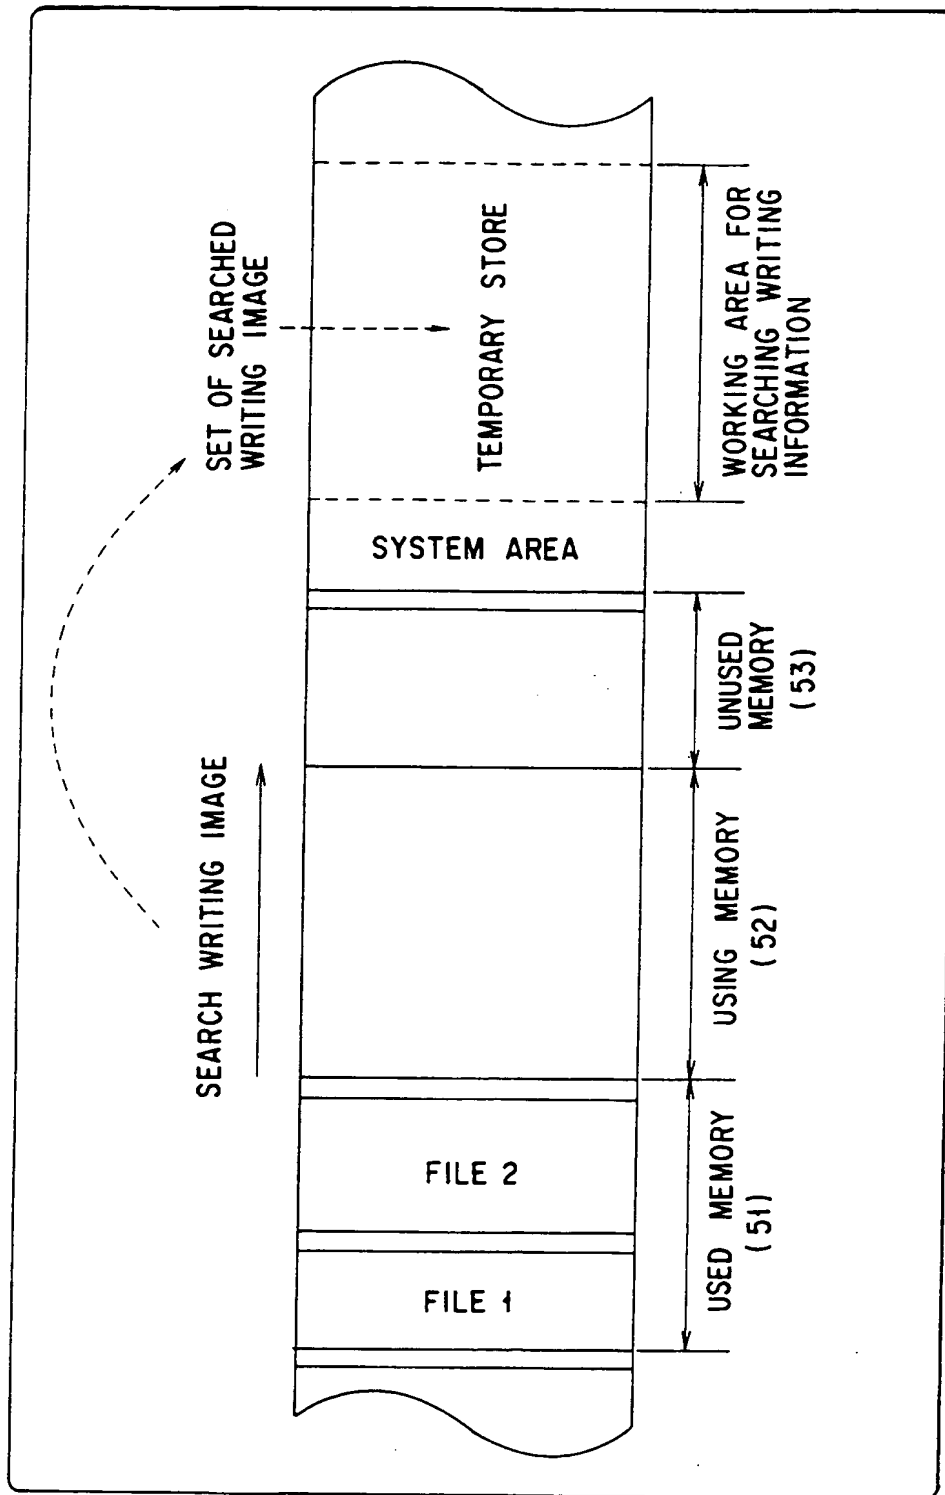 SEARCH WRITING IMAGE
SET OF SEARCHED
WRITING IMAGE
FILE 1
FILE 2
SYSTEM AREA
TEMPORARY STORE
USED MEMORY
(51)
USING MEMORY
(52)
UNUSED
MEMORY
(53)
WORKING AREA FOR
SEARCHING WRITING
INFORMATION